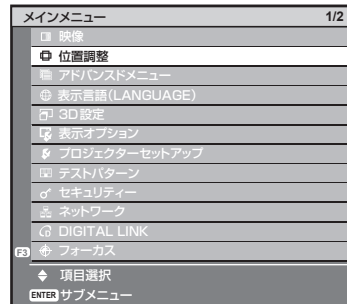 メインメニュー 1/2
映像
位置調整
アドバンスドメニュー
表示言語(LANGUAGE)
3D設定
表示オプション
プロジェクターセットアップ
テストパターン
セキュリティー
ネットワーク
DIGITAL LINK
F3 フォーカス
項目選択
ENTER サブメニュー